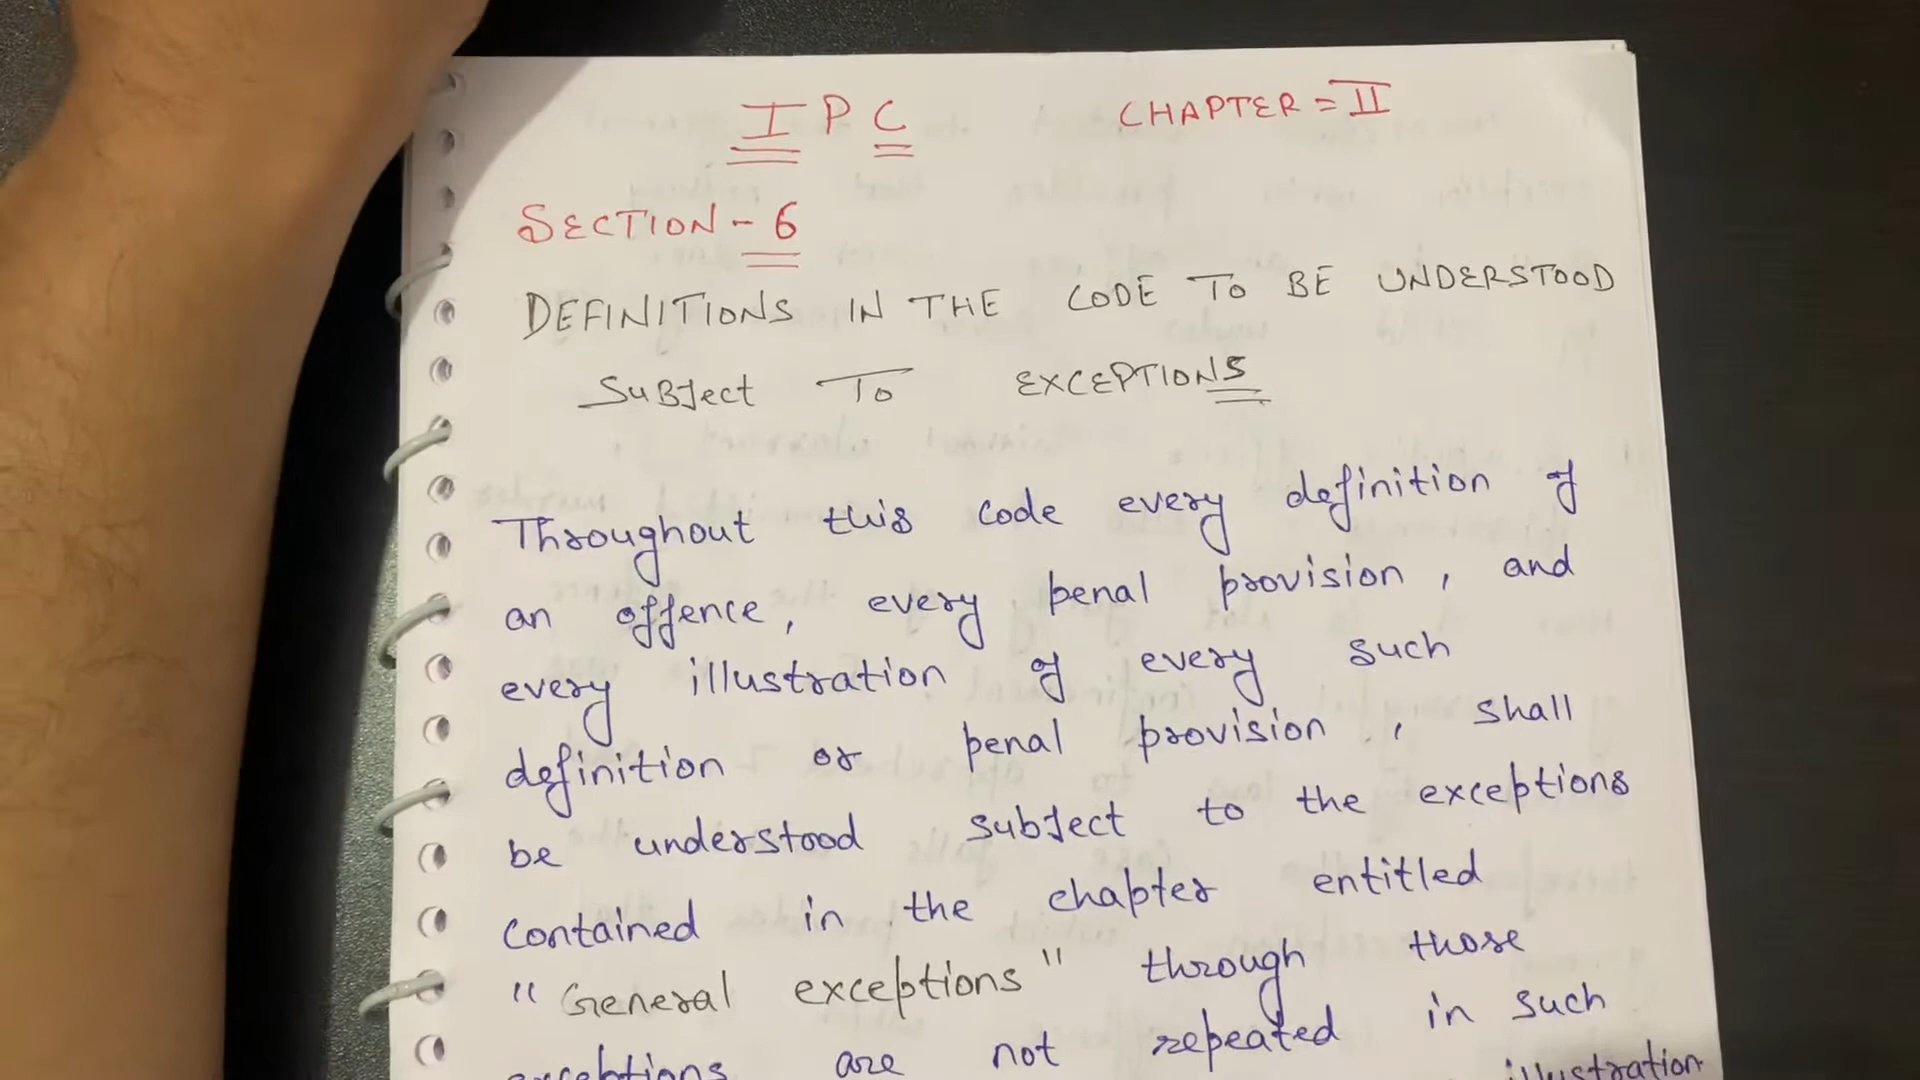 IPC CHAPTER = II
SECTION - 6
DEFINITIONS IN THE CODE TO BE UNDERSTOOD
SUBJect TO EXCEPTIONS
Throughout this code every definition of
an offence, every penal provision, and
every illustration of every such
definition or penal provision, shall
be understood subject to the exceptions
contained in the chapter entitled
"General exceptions" through those
exceptions are not repeated in such
illustration